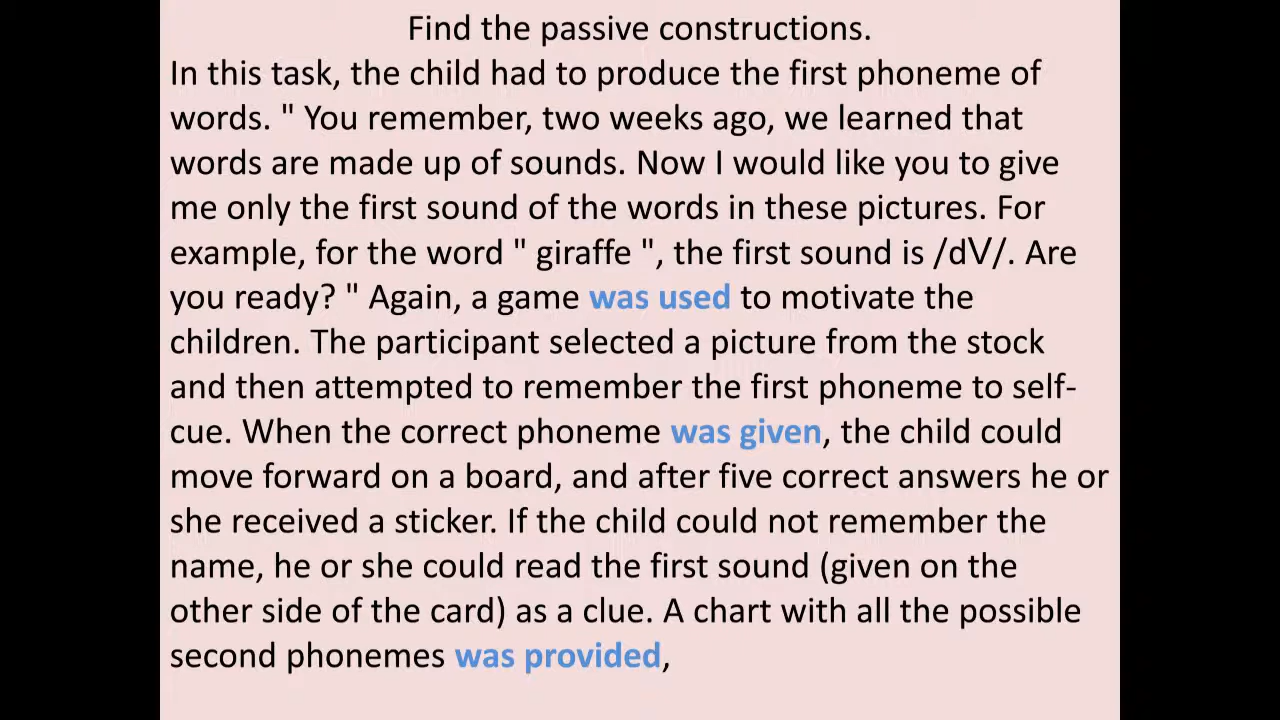 Find the passive constructions.
In this task, the child had to produce the first phoneme of
words. " You remember, two weeks ago, we learned that
words are made up of sounds. Now I would like you to give
me only the first sound of the words in these pictures. For
example, for the word " giraffe ", the first sound is /dV/. Are
you ready? " Again, a game was used to motivate the
children. The participant selected a picture from the stock
and then attempted to remember the first phoneme to self-
cue. When the correct phoneme was given, the child could
move forward on a board, and after five correct answers he or
she received a sticker. If the child could not remember the
name, he or she could read the first sound (given on the
other side of the card) as a clue. A chart with all the possible
second phonemes was provided,